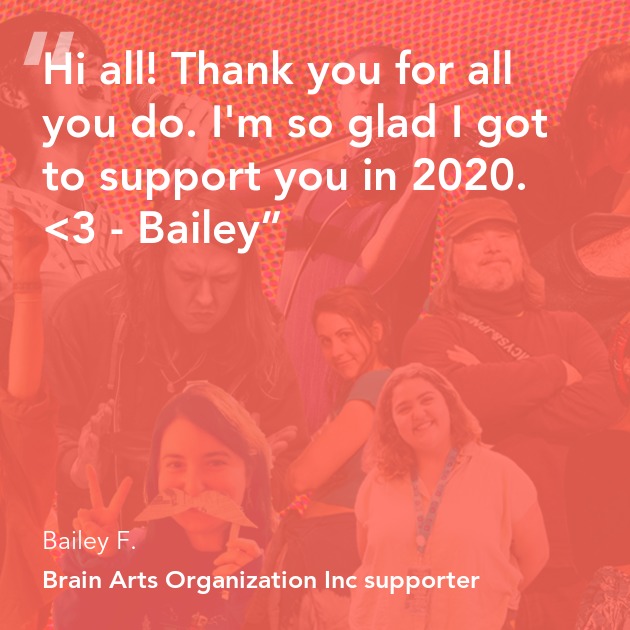 “Hi all! Thank you for all
you do. I'm so glad I got
to support you in 2020.
<3 - Bailey”
Bailey F.
Brain Arts Organization Inc supporter